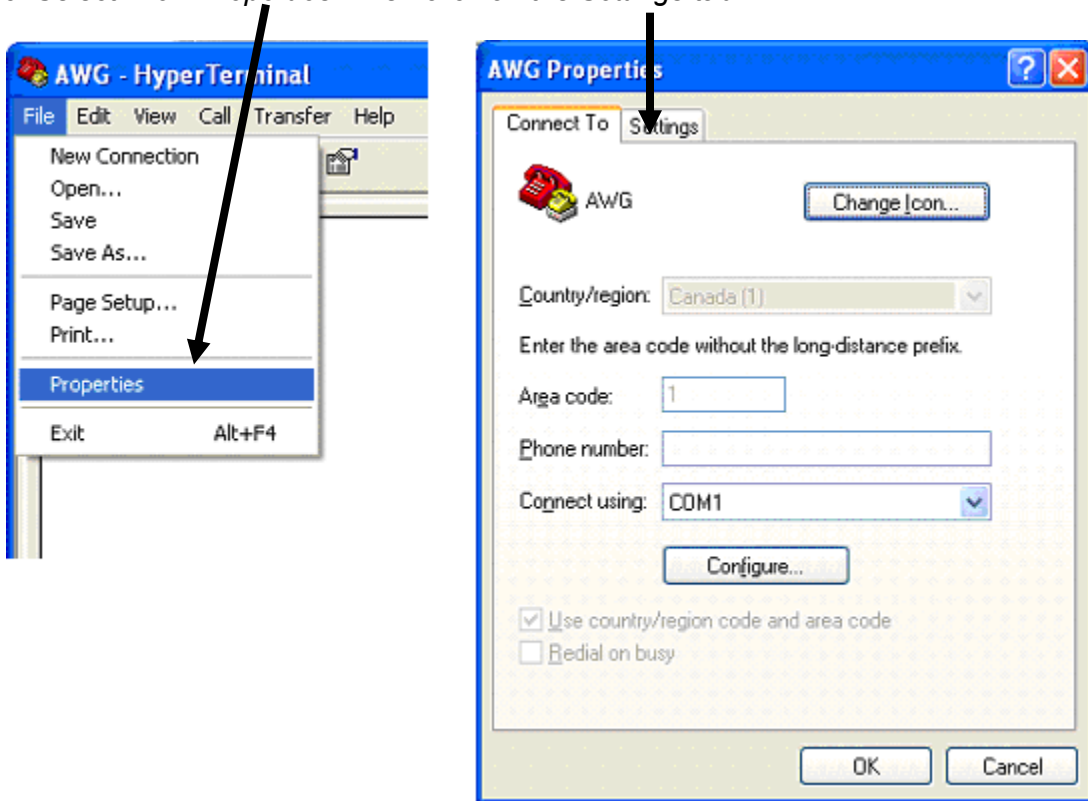 AWG - HyperTerminal
File Edit View Call Transfer Help
New Connection
Open...
Save
Save As...
Page Setup...
Print...
Properties
Exit Alt+F4
AWG Properties
Connect To Settings
AWG
Change Icon...
Country/region: Canada (1)
Enter the area code without the long-distance prefix.
Area code: 1
Phone number:
Connect using: COM1
Configure...
Use country/region code and area code
Redial on busy
OK Cancel